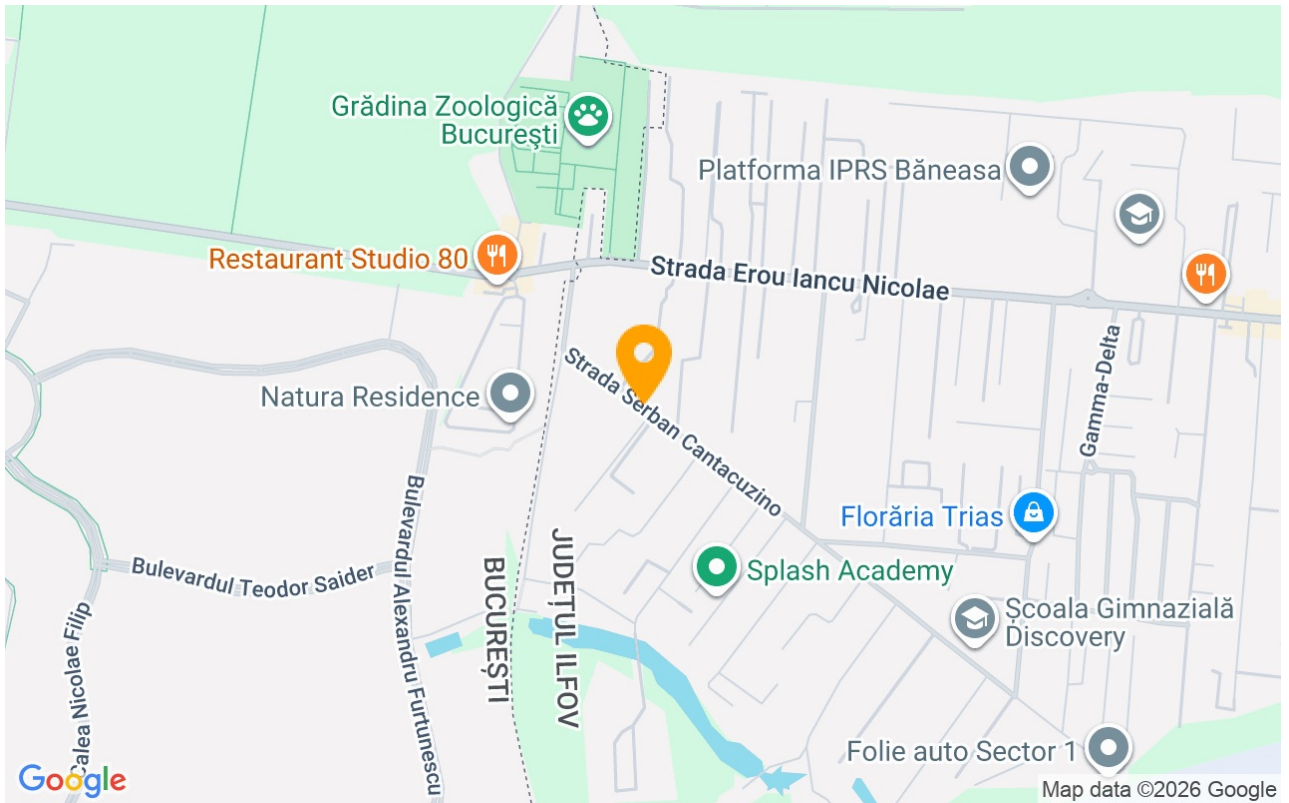 Grădina Zoologică
București
Platforma IPRS Băneasa
Restaurant Studio 80
Strada Erou Iancu Nicolae
Strada Serban Cantacuzino
Natura Residence
Gamma-Delta
Florăria Trias
Bulevardul Teodor Saider
Bulevardul Alexandru Furtunescu
Calea Nicolae Filip
BUCUREȘTI
JUDEȚUL ILFOV
Splash Academy
Școala Gimnazială
Discovery
Folie auto Sector 1
Google
Map data ©2026 Google